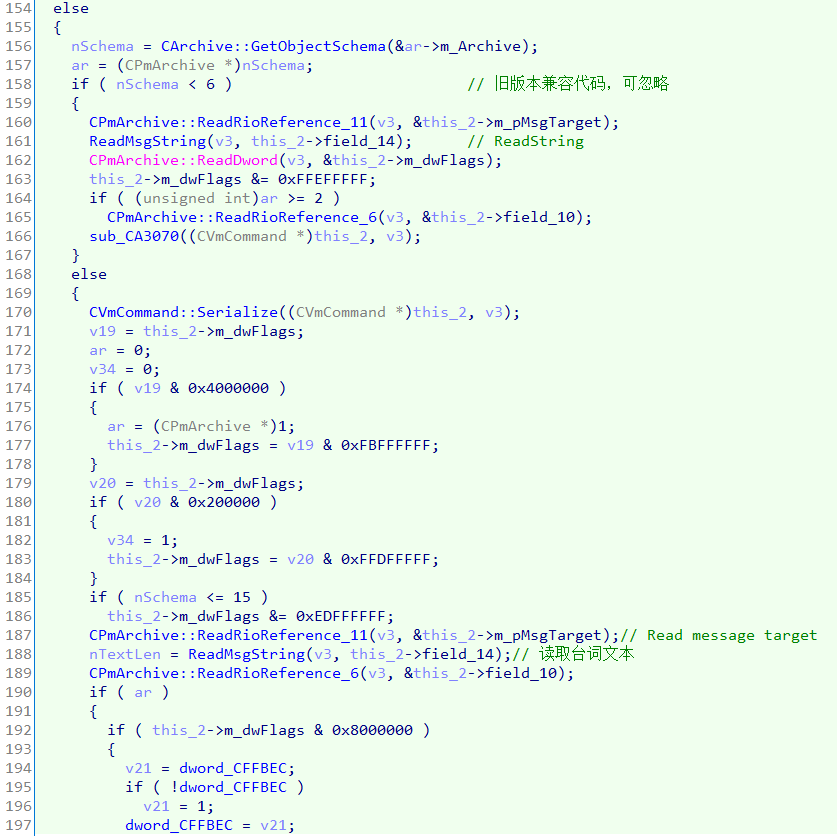 154 else
155 {
156 nSchema = CArchive::GetObjectSchema(&ar->m_Archive);
157 ar = (CPmArchive *)nSchema;
158 if ( nSchema < 6 ) // 旧版本兼容代码，可忽略
159 {
160 CPmArchive::ReadRioReference_11(v3, &this_2->m_pMsgTarget);
161 ReadMsgString(v3, this_2->field_14); // ReadString
162 CPmArchive::ReadDword(v3, &this_2->m_dwFlags);
163 this_2->m_dwFlags &= 0xFFEFFFFF;
164 if ( (unsigned int)ar >= 2 )
165 CPmArchive::ReadRioReference_6(v3, &this_2->field_10);
166 sub_CA3070((CVmCommand *)this_2, v3);
167 }
168 else
169 {
170 CVmCommand::Serialize((CVmCommand *)this_2, v3);
171 v19 = this_2->m_dwFlags;
172 ar = 0;
173 v34 = 0;
174 if ( v19 & 0x4000000 )
175 {
176 ar = (CPmArchive *)1;
177 this_2->m_dwFlags = v19 & 0xFBFFFFFF;
178 }
179 v20 = this_2->m_dwFlags;
180 if ( v20 & 0x200000 )
181 {
182 v34 = 1;
183 this_2->m_dwFlags = v20 & 0xFFDFFFFF;
184 }
185 if ( nSchema <= 15 )
186 this_2->m_dwFlags &= 0xEDFFFFFF;
187 CPmArchive::ReadRioReference_11(v3, &this_2->m_pMsgTarget);// Read message target
188 nTextLen = ReadMsgString(v3, this_2->field_14);// 读取台词文本
189 CPmArchive::ReadRioReference_6(v3, &this_2->field_10);
190 if ( ar )
191 {
192 if ( this_2->m_dwFlags & 0x8000000 )
193 {
194 v21 = dword_CFFBEC;
195 if ( !dword_CFFBEC )
196 v21 = 1;
197 dword_CFFBEC = v21;